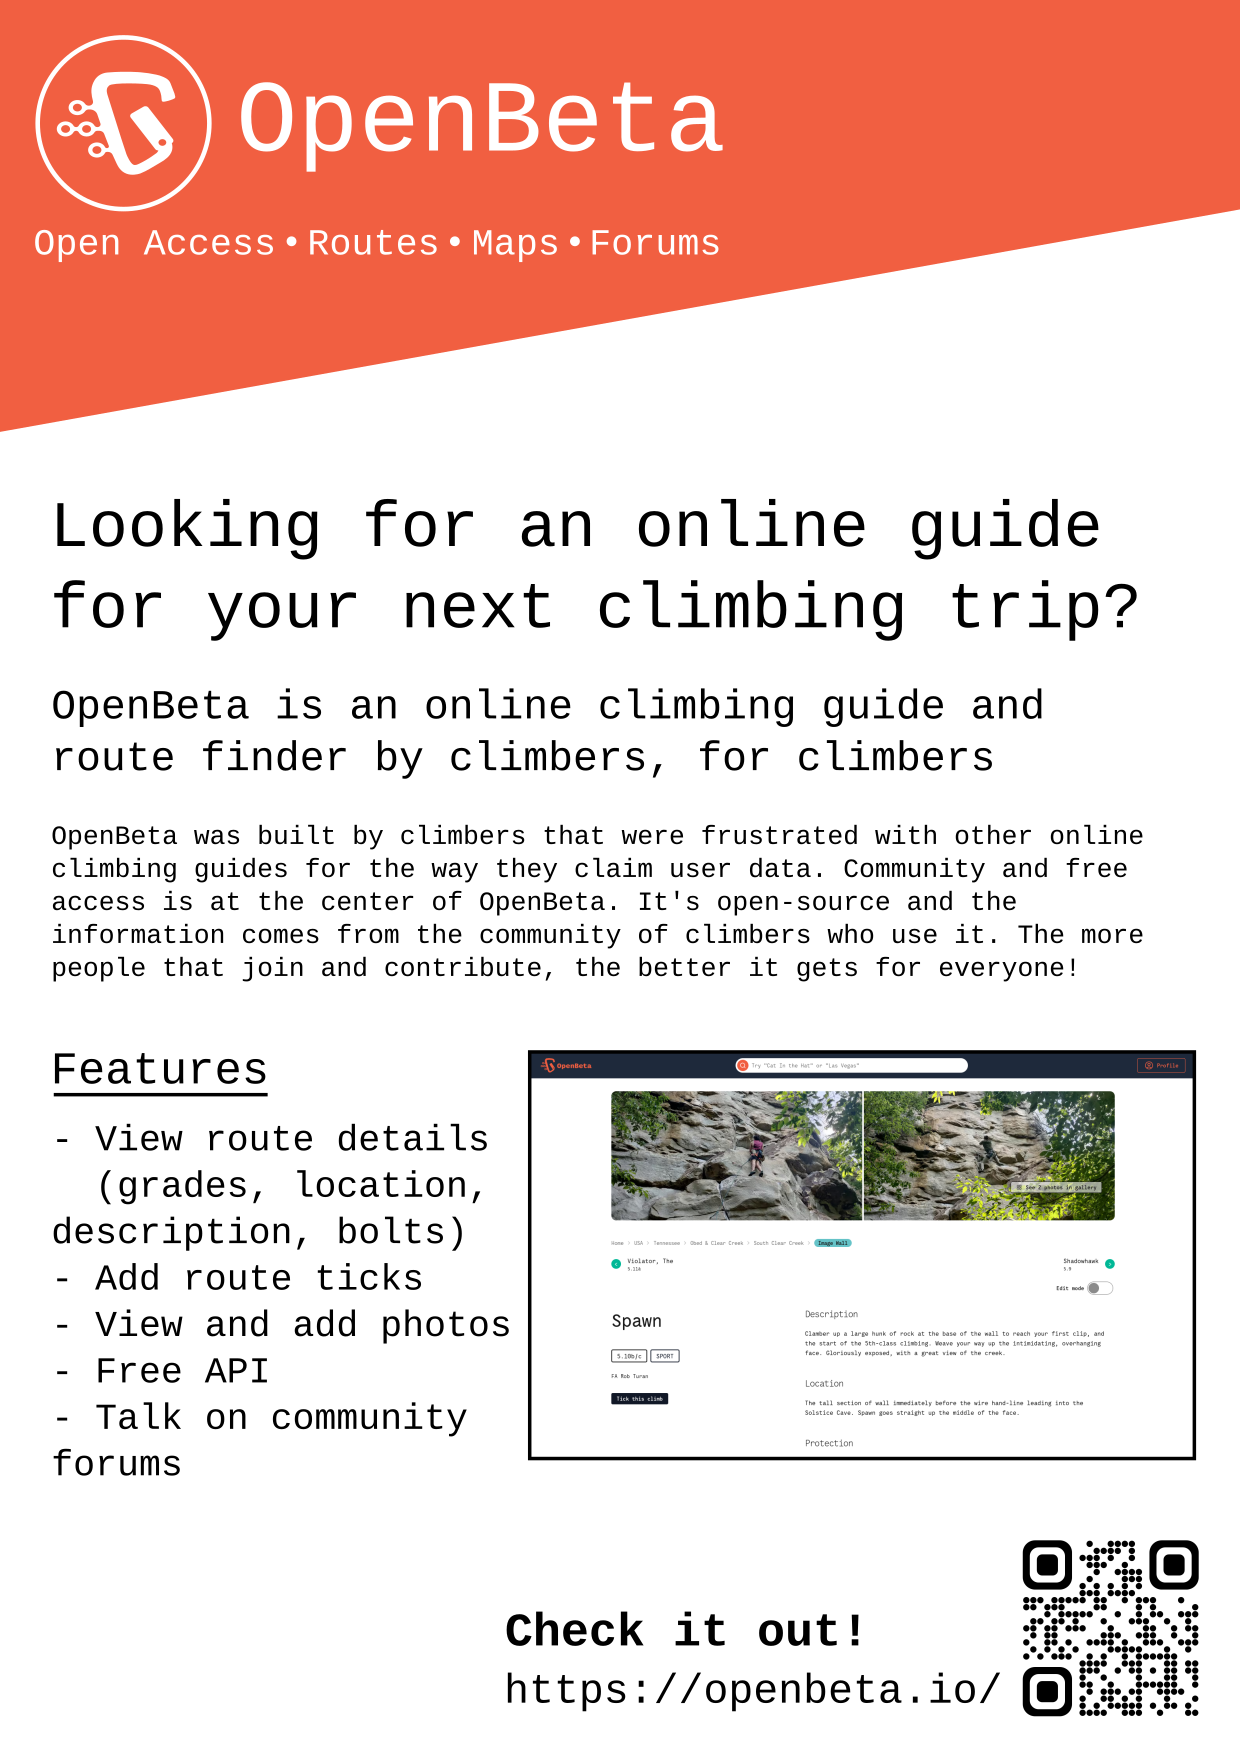 OpenBeta
Open Access • Routes • Maps • Forums
Looking for an online guide
for your next climbing trip?
OpenBeta is an online climbing guide and
route finder by climbers, for climbers
OpenBeta was built by climbers that were frustrated with other online
climbing guides for the way they claim user data. Community and free
access is at the center of OpenBeta. It's open-source and the
information comes from the community of climbers who use it. The more
people that join and contribute, the better it gets for everyone!
Features
- View route details
(grades, location,
description, bolts)
- Add route ticks
- View and add photos
- Free API
- Talk on community
forums
OpenBeta
Try "Cat In the Hat" or "Las Vegas"
Profile
See 2 photos in gallery
Home > USA > Tennessee > Obed & Clear Creek > South Clear Creek > Image Wall
Violator, The
5.11b
Shadowhawk
5.9
Edit mode
Spawn
5.10b/c SPORT
FA Rob Turan
Tick this climb
Description
Clamber up a large hunk of rock at the base of the wall to reach your first clip, and
the start of the 5th-class climbing. Weave your way up the intimidating, overhanging
face. Gloriously exposed, with a great view of the creek.
Location
The tall section of wall immediately before the wire hand-line leading into the
Solstice Cave. Spawn goes straight up the middle of the face.
Protection
Check it out!
https://openbeta.io/